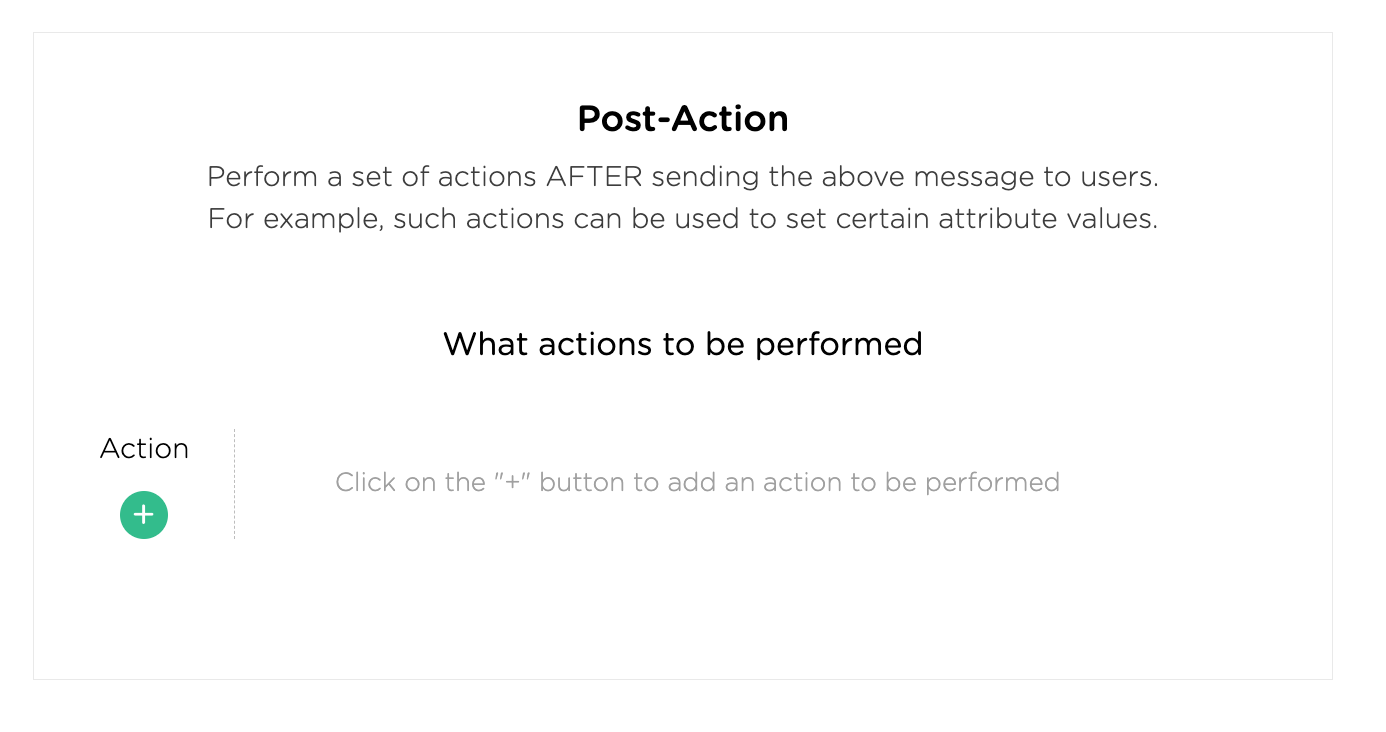 Post-Action
Perform a set of actions AFTER sending the above message to users.
For example, such actions can be used to set certain attribute values.
What actions to be performed
Action
+
Click on the "+" button to add an action to be performed